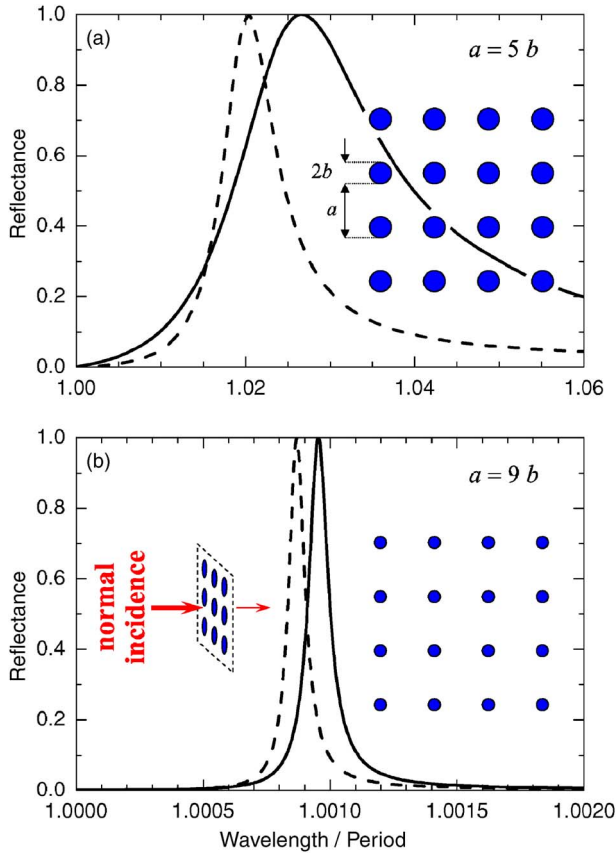 1.0
(a)
a = 5 b
0.8
0.6
2b
a
0.4
0.2
0.0
Reflectance
1.00 1.02 1.04 1.06
1.0
(b)
a = 9 b
0.8
0.6
normal
incidence
0.4
0.2
0.0
Reflectance
1.0000 1.0005 1.0010 1.0015 1.0020
Wavelength / Period